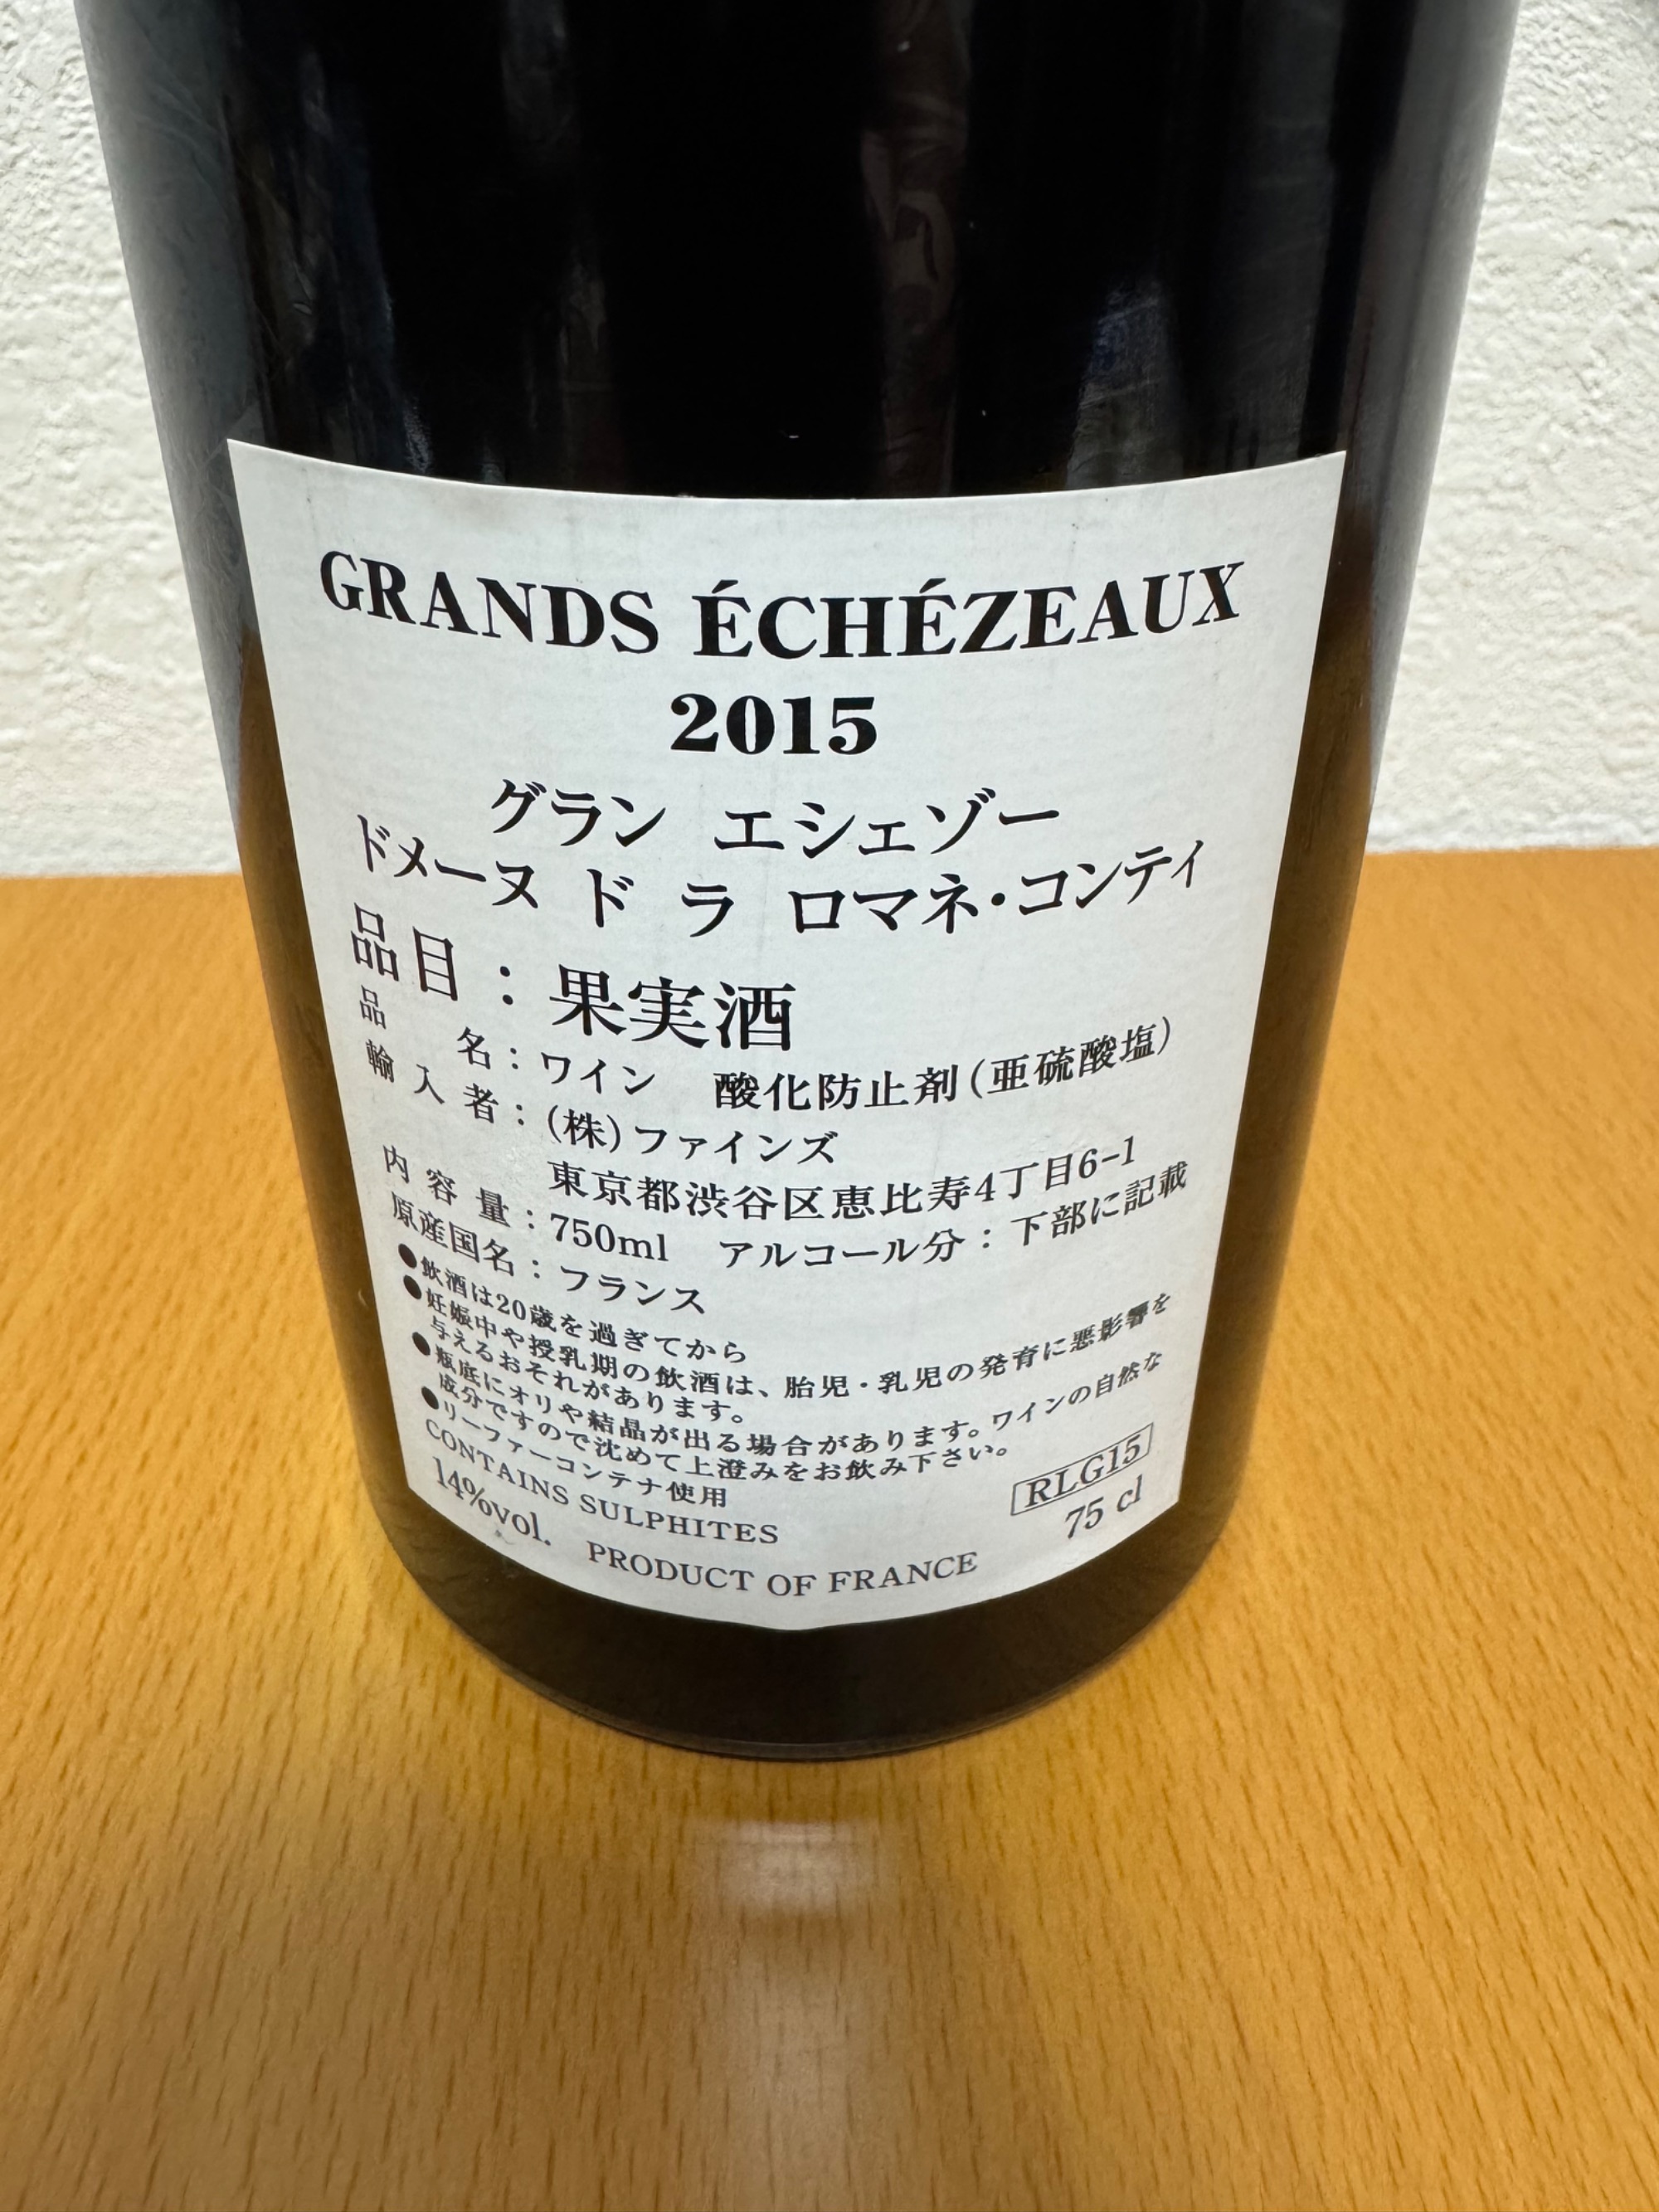 GRANDS ÉCHÉZEAUX
2015
グラン エシェゾー
ドメーヌ ド ラ ロマネ・コンティ
品目：果実酒
品名：ワイン 酸化防止剤(亜硫酸塩)
輸入者：(株)ファインズ
東京都渋谷区恵比寿4丁目6-1
内容量：750ml アルコール分：下部に記載
原産国名：フランス
●飲酒は20歳を過ぎてから
●妊娠中や授乳期の飲酒は、胎児・乳児の発育に悪影響を
与えるおそれがあります。
●瓶底にオリや結晶が出る場合があります。ワインの自然な
成分ですので沈めて上澄みをお飲み下さい。
●リーファーコンテナ使用
CONTAINS SULPHITES
RLG15
14%vol. PRODUCT OF FRANCE 75 cl